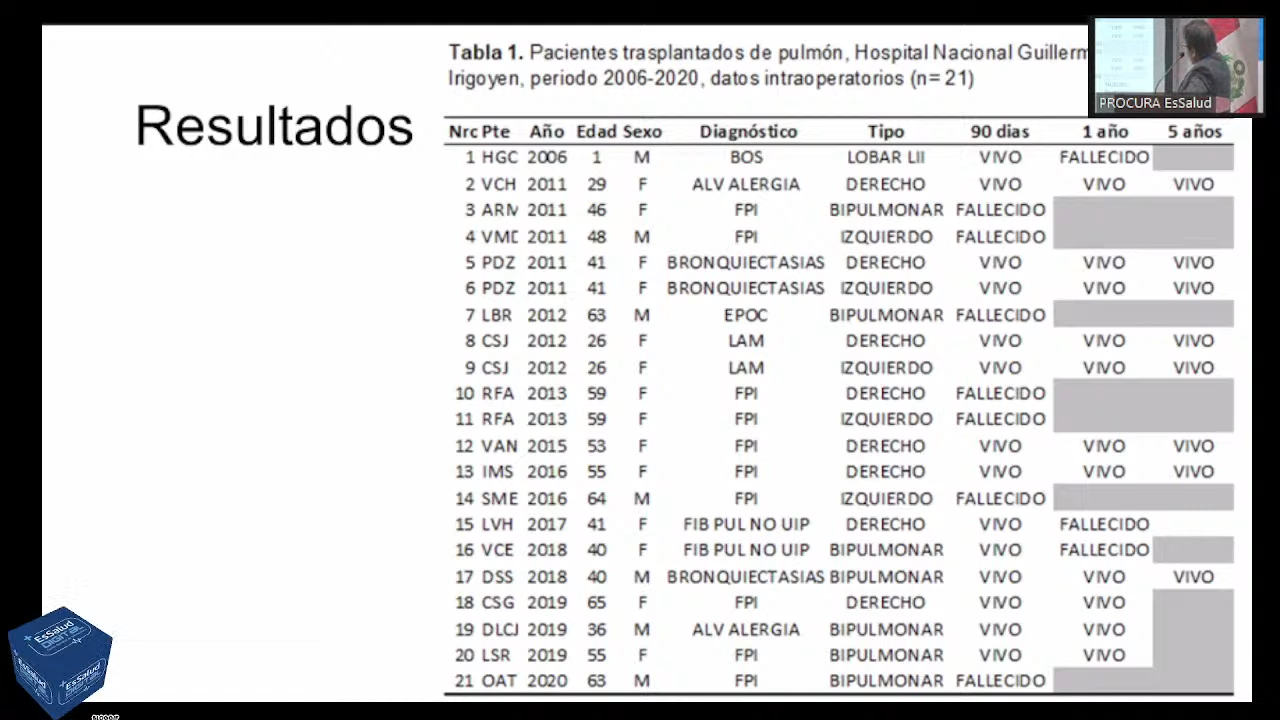 Tabla 1. Pacientes trasplantados de pulmón, Hospital Nacional Guillerm
Irigoyen, periodo 2006-2020, datos intraoperatorios (n= 21)
PROCURA EsSalud
Resultados
Nrc Pte Año Edad Sexo Diagnóstico Tipo 90 dias 1 año 5 años
1 HGC 2006 1 M BOS LOBAR LII VIVO FALLECIDO
2 VCH 2011 29 F ALV ALERGIA DERECHO VIVO VIVO VIVO
3 ARM 2011 46 F FPI BIPULMONAR FALLECIDO
4 VMD 2011 48 M FPI IZQUIERDO FALLECIDO
5 PDZ 2011 41 F BRONQUIECTASIAS DERECHO VIVO VIVO VIVO
6 PDZ 2011 41 F BRONQUIECTASIAS IZQUIERDO VIVO VIVO VIVO
7 LBR 2012 63 M EPOC BIPULMONAR FALLECIDO
8 CSJ 2012 26 F LAM DERECHO VIVO VIVO VIVO
9 CSJ 2012 26 F LAM IZQUIERDO VIVO VIVO VIVO
10 RFA 2013 59 F FPI DERECHO FALLECIDO
11 RFA 2013 59 F FPI IZQUIERDO FALLECIDO
12 VAN 2015 53 F FPI DERECHO VIVO VIVO VIVO
13 IMS 2016 55 F FPI DERECHO VIVO VIVO VIVO
14 SME 2016 64 M FPI IZQUIERDO FALLECIDO
15 LVH 2017 41 F FIB PUL NO UIP DERECHO VIVO FALLECIDO
16 VCE 2018 40 F FIB PUL NO UIP BIPULMONAR VIVO FALLECIDO
17 DSS 2018 40 M BRONQUIECTASIAS BIPULMONAR VIVO VIVO VIVO
18 CSG 2019 65 F FPI DERECHO VIVO VIVO
19 DLCJ 2019 36 M ALV ALERGIA BIPULMONAR VIVO VIVO
20 LSR 2019 55 F FPI BIPULMONAR VIVO VIVO
21 OAT 2020 63 M FPI BIPULMONAR FALLECIDO
EsSalud
DIGITAL
EsSalud
EsSalud